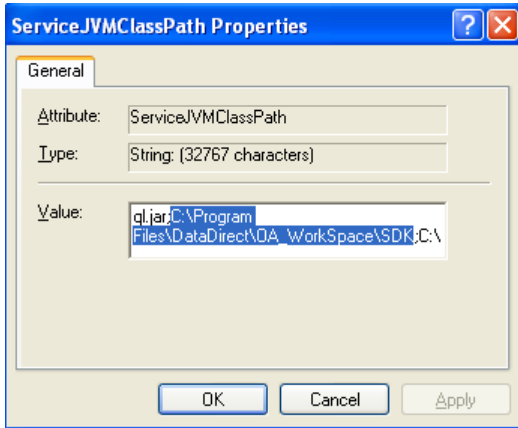 ServiceJVMClassPath Properties
General
Attribute: ServiceJVMClassPath
Type: String: (32767 characters)
Value: ql.jar;C:\Program
Files\DataDirect\OA_WorkSpace\SDK;C:\
OK Cancel Apply